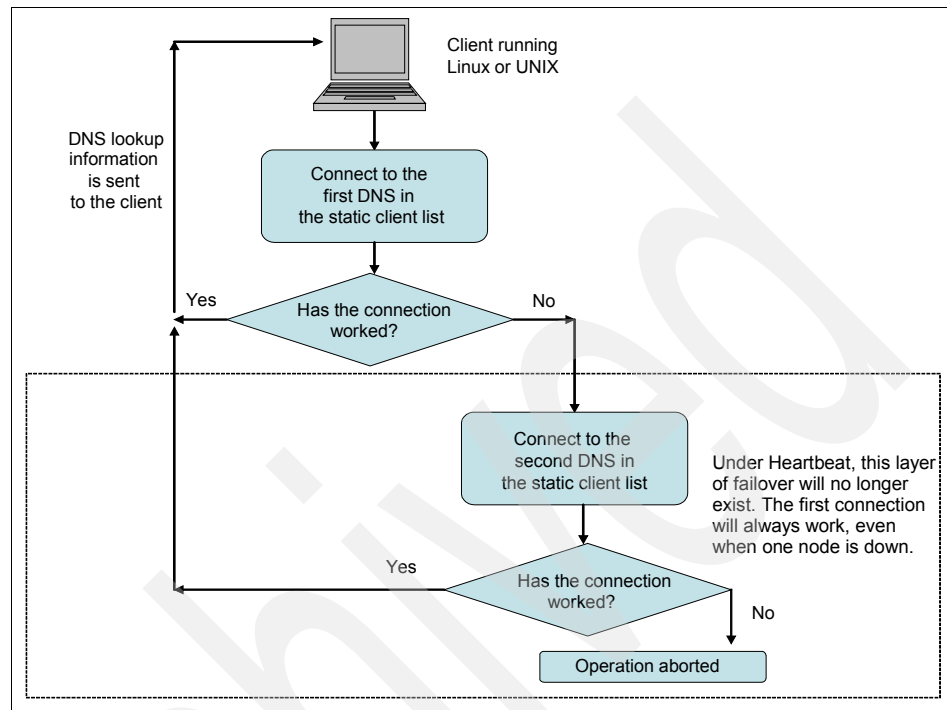 Client running
Linux or UNIX
DNS lookup
information
is sent
to the client
Connect to the
first DNS in
the static client list
Yes
Has the connection
worked?
No
Connect to the
second DNS in
the static client list
Under Heartbeat, this layer
of failover will no longer
exist. The first connection
will always work, even
when one node is down.
Yes
Has the connection
worked?
No
Operation aborted